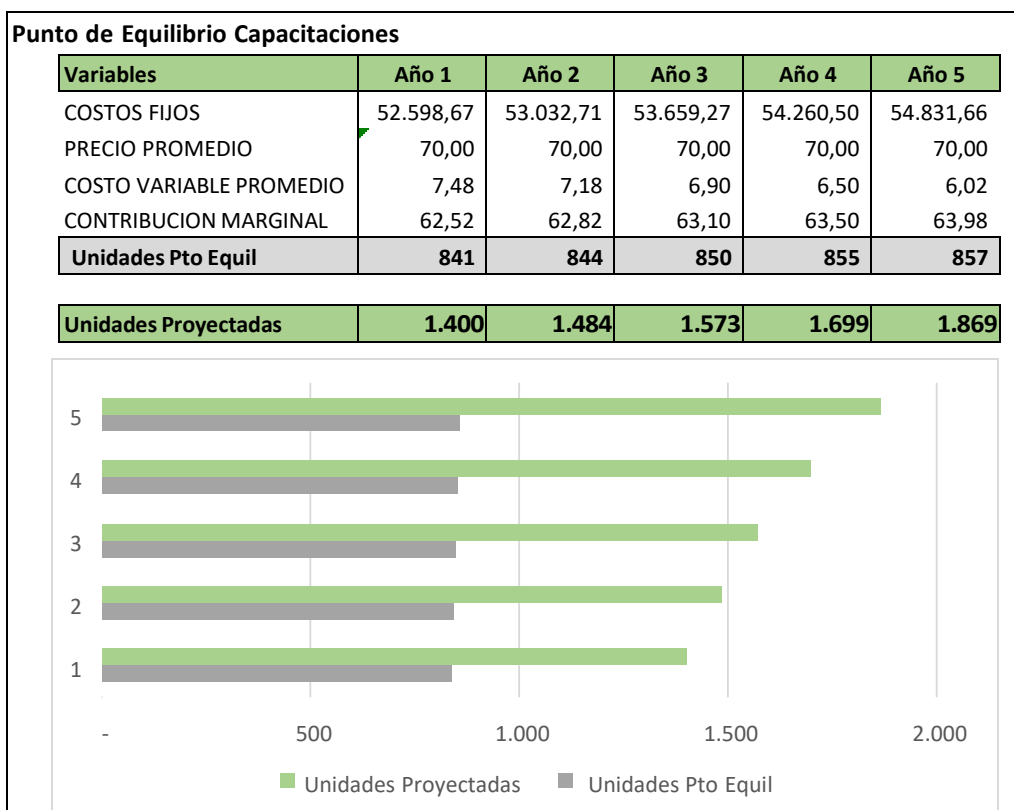 Punto de Equilibrio Capacitaciones
Variables Año 1 Año 2 Año 3 Año 4 Año 5
COSTOS FIJOS 52.598,67 53.032,71 53.659,27 54.260,50 54.831,66
PRECIO PROMEDIO 70,00 70,00 70,00 70,00 70,00
COSTO VARIABLE PROMEDIO 7,48 7,18 6,90 6,50 6,02
CONTRIBUCION MARGINAL 62,52 62,82 63,10 63,50 63,98
Unidades Pto Equil 841 844 850 855 857
Unidades Proyectadas 1.400 1.484 1.573 1.699 1.869
5
4
3
2
1
- 500 1.000 1.500 2.000
Unidades Proyectadas Unidades Pto Equil